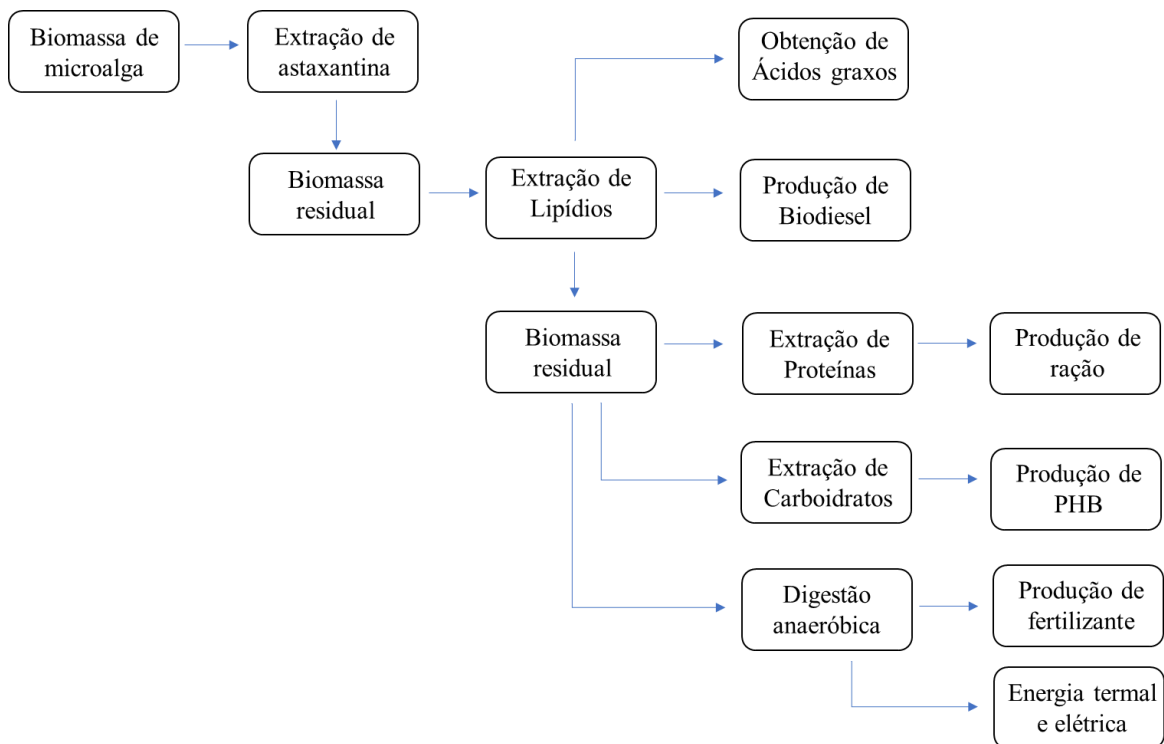 Biomassa de
microalga
Extração de
astaxantina
Obtenção de
Ácidos graxos
Biomassa
residual
Extração de
Lipídios
Produção de
Biodiesel
Biomassa
residual
Extração de
Proteínas
Produção de
ração
Extração de
Carboidratos
Produção de
PHB
Digestão
anaeróbica
Produção de
fertilizante
Energia termal
e elétrica